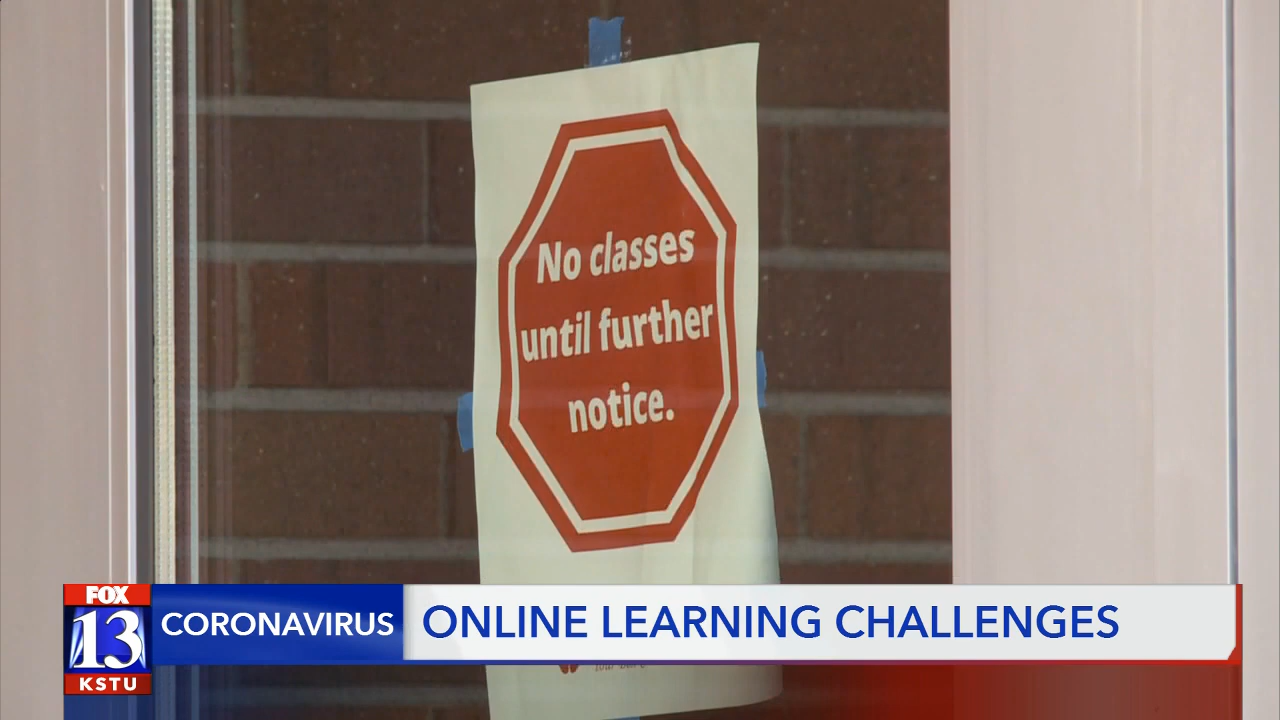 No classes
until further
notice.
FOX
13
KSTU
CORONAVIRUS
ONLINE LEARNING CHALLENGES